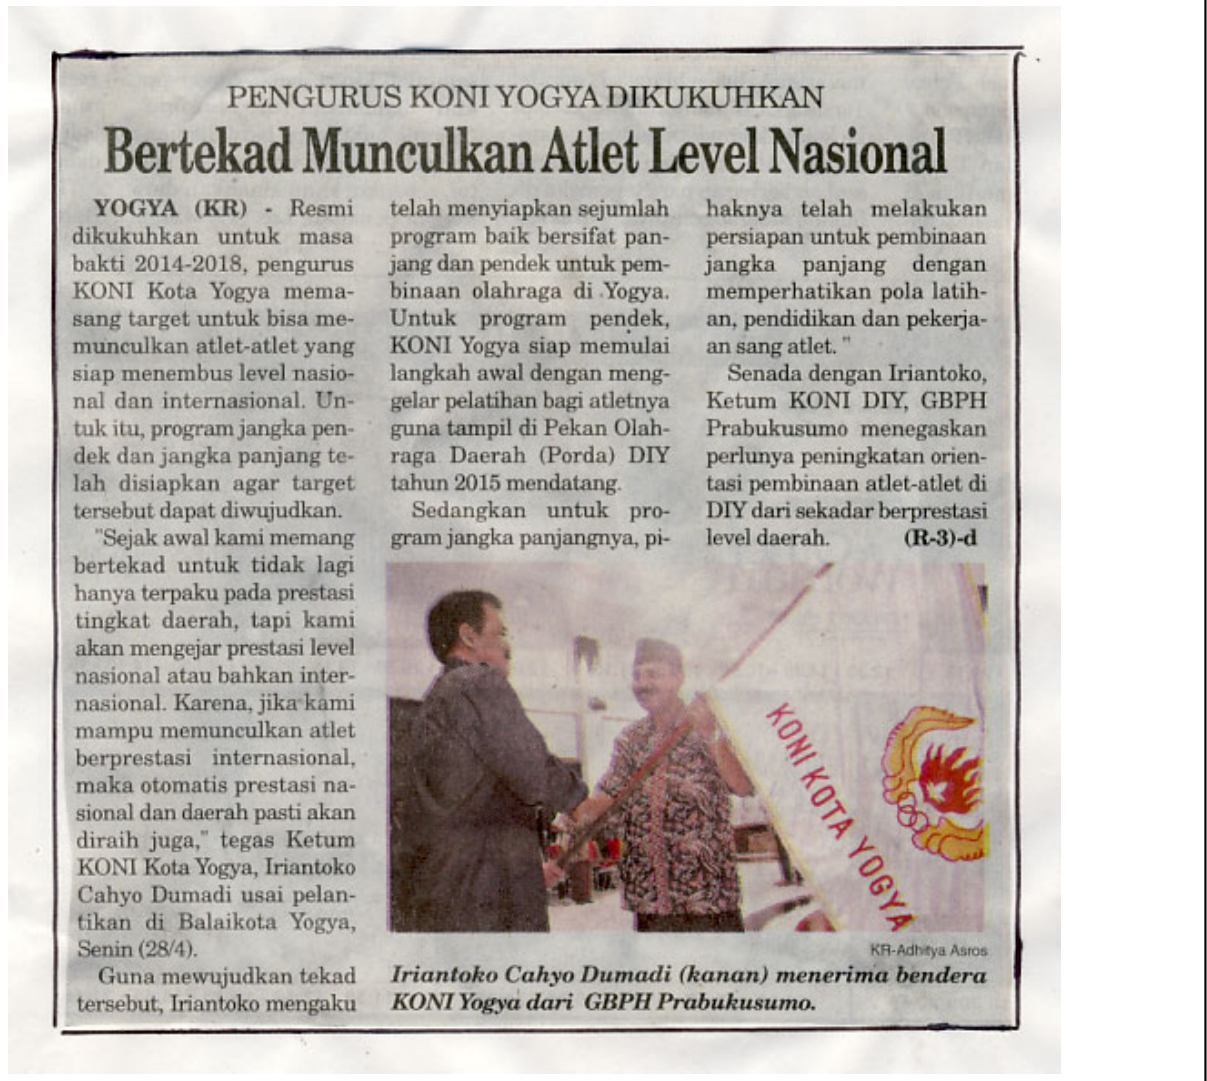 PENGURUS KONI YOGYA DIKUKUHKAN
Bertekad Munculkan Atlet Level Nasional
YOGYA (KR) - Resmi
dikukuhkan untuk masa
bakti 2014-2018, pengurus
KONI Kota Yogya mema-
sang target untuk bisa me-
munculkan atlet-atlet yang
siap menembus level nasio-
nal dan internasional. Un-
tuk itu, program jangka pen-
dek dan jangka panjang te-
lah disiapkan agar target
tersebut dapat diwujudkan.
"Sejak awal kami memang
bertekad untuk tidak lagi
hanya terpaku pada prestasi
tingkat daerah, tapi kami
akan mengejar prestasi level
nasional atau bahkan inter-
nasional. Karena, jika kami
mampu memunculkan atlet
berprestasi internasional,
maka otomatis prestasi na-
sional dan daerah pasti akan
diraih juga," tegas Ketum
KONI Kota Yogya, Iriantoko
Cahyo Dumadi usai pelan-
tikan di Balaikota Yogya,
Senin (28/4).
Guna mewujudkan tekad
tersebut, Iriantoko mengaku
telah menyiapkan sejumlah
program baik bersifat pan-
jang dan pendek untuk pem-
binaan olahraga di Yogya.
Untuk program pendek,
KONI Yogya siap memulai
langkah awal dengan meng-
gelar pelatihan bagi atletnya
guna tampil di Pekan Olah-
raga Daerah (Porda) DIY
tahun 2015 mendatang.
Sedangkan untuk pro-
gram jangka panjangnya, pi-
haknya telah melakukan
persiapan untuk pembinaan
jangka panjang dengan
memperhatikan pola latih-
an, pendidikan dan pekerja-
an sang atlet. "
Senada dengan Iriantoko,
Ketum KONI DIY, GBPH
Prabukusumo menegaskan
perlunya peningkatan orien-
tasi pembinaan atlet-atlet di
DIY dari sekadar berprestasi
level daerah. (R-3)-d
KONI KOTA YOGYA
KR-Adhitya Asros
Iriantoko Cahyo Dumadi (kanan) menerima bendera
KONI Yogya dari GBPH Prabukusumo.